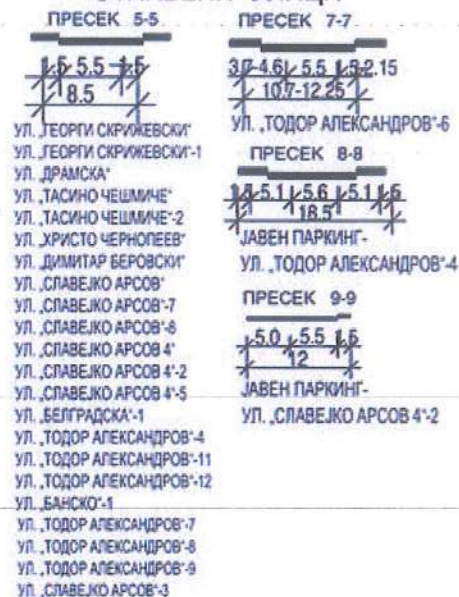 ПРЕСЕК 5-5
1.5 5.5 1.5
8.5
УЛ. „ГЕОРГИ СКРИЖЕВСКИ“
УЛ. „ГЕОРГИ СКРИЖЕВСКИ“-1
УЛ. „ДРАМСКА“
УЛ. „ТАСИНО ЧЕШМИЧЕ“
УЛ. „ТАСИНО ЧЕШМИЧЕ“-2
УЛ. „ХРИСТО ЧЕРНОПЕЕВ“
УЛ. „ДИМИТАР БЕРОВСКИ“
УЛ. „СЛАВЕЈКО АРСОВ“
УЛ. „СЛАВЕЈКО АРСОВ“-7
УЛ. „СЛАВЕЈКО АРСОВ“-8
УЛ. „СЛАВЕЈКО АРСОВ 4“
УЛ. „СЛАВЕЈКО АРСОВ 4“-2
УЛ. „СЛАВЕЈКО АРСОВ 4“-5
УЛ. „БЕЛГРАДСКА“-1
УЛ. „ТОДОР АЛЕКСАНДРОВ“-4
УЛ. „ТОДОР АЛЕКСАНДРОВ“-11
УЛ. „ТОДОР АЛЕКСАНДРОВ“-12
УЛ. „БАНСКО“-1
УЛ. „ТОДОР АЛЕКСАНДРОВ“-7
УЛ. „ТОДОР АЛЕКСАНДРОВ“-8
УЛ. „ТОДОР АЛЕКСАНДРОВ“-9
УЛ. „СЛАВЕЈКО АРСОВ“-3
ПРЕСЕК 7-7
3.7-4.6 5.5 1.5-2.15
10.7-12.25
УЛ. „ТОДОР АЛЕКСАНДРОВ“-6
ПРЕСЕК 8-8
5.1 5.6 5.1 1.5
18.5
ЈАВЕН ПАРКИНГ-
УЛ. „ТОДОР АЛЕКСАНДРОВ“-4
ПРЕСЕК 9-9
5.0 5.5 1.5
12
ЈАВЕН ПАРКИНГ-
УЛ. „СЛАВЕЈКО АРСОВ 4“-2